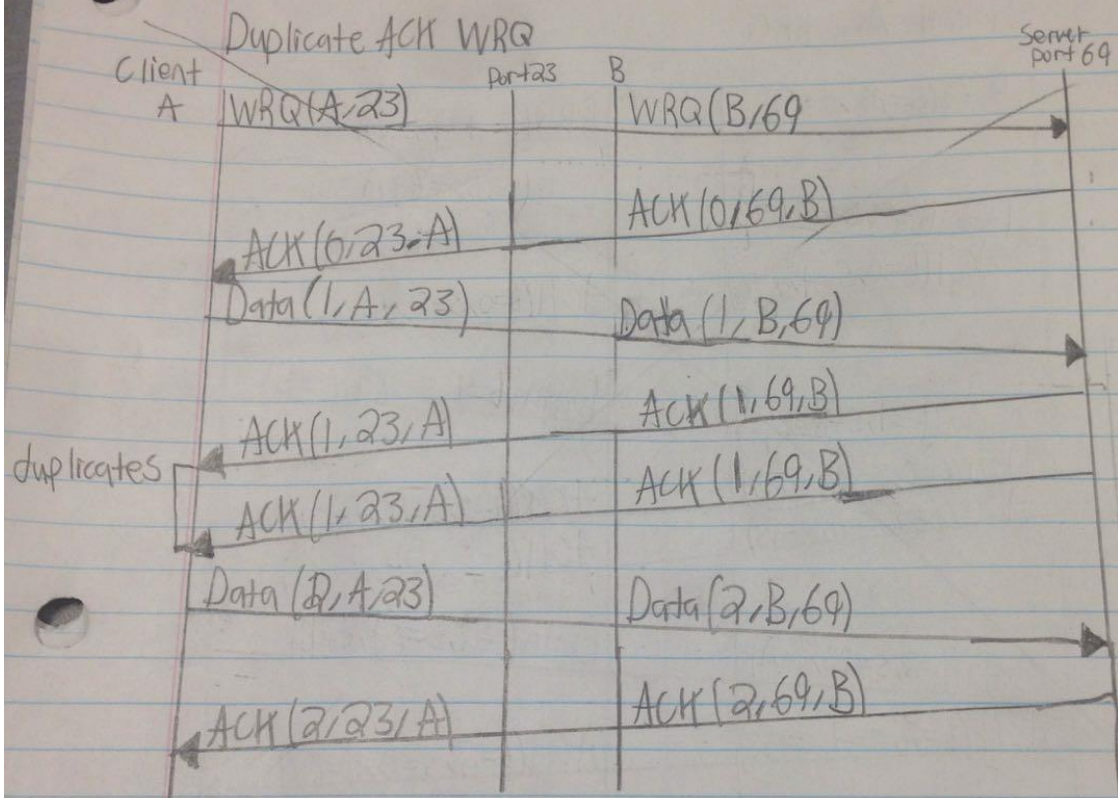 Duplicate ACK WRQ
Client A
Port 23
B
Server port 69
WRQ(A,23)
WRQ(B,69
ACK(0,69,B)
ACK(0,23,A)
Data(1,A,23)
Data(1,B,69)
ACK(1,69,B)
ACK(1,23,A)
duplicates
ACK(1,69,B)
ACK(1,23,A)
Data(2,A,23)
Data(2,B,69)
ACK(2,69,B)
ACK(2,23,A)